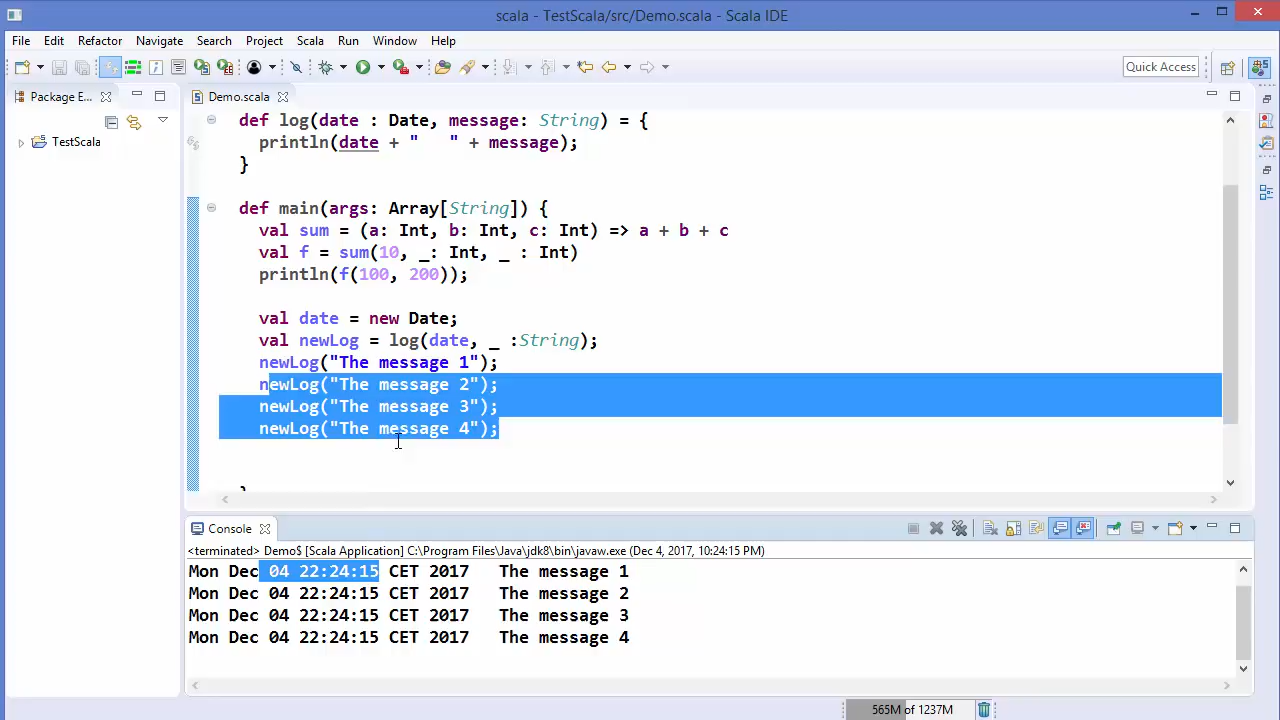 scala - TestScala/src/Demo.scala - Scala IDE
File Edit Refactor Navigate Search Project Scala Run Window Help
Quick Access
Package E...
Demo.scala
TestScala
def log(date : Date, message: String) = {
println(date + "   " + message);
}
def main(args: Array[String]) {
val sum = (a: Int, b: Int, c: Int) => a + b + c
val f = sum(10, _: Int, _ : Int)
println(f(100, 200));
val date = new Date;
val newLog = log(date, _ :String);
newLog("The message 1");
newLog("The message 2");
newLog("The message 3");
newLog("The message 4");
}
Console
<terminated> Demo$ [Scala Application] C:\Program Files\Java\jdk8\bin\javaw.exe (Dec 4, 2017, 10:24:15 PM)
Mon Dec 04 22:24:15 CET 2017   The message 1
Mon Dec 04 22:24:15 CET 2017   The message 2
Mon Dec 04 22:24:15 CET 2017   The message 3
Mon Dec 04 22:24:15 CET 2017   The message 4
565M of 1237M